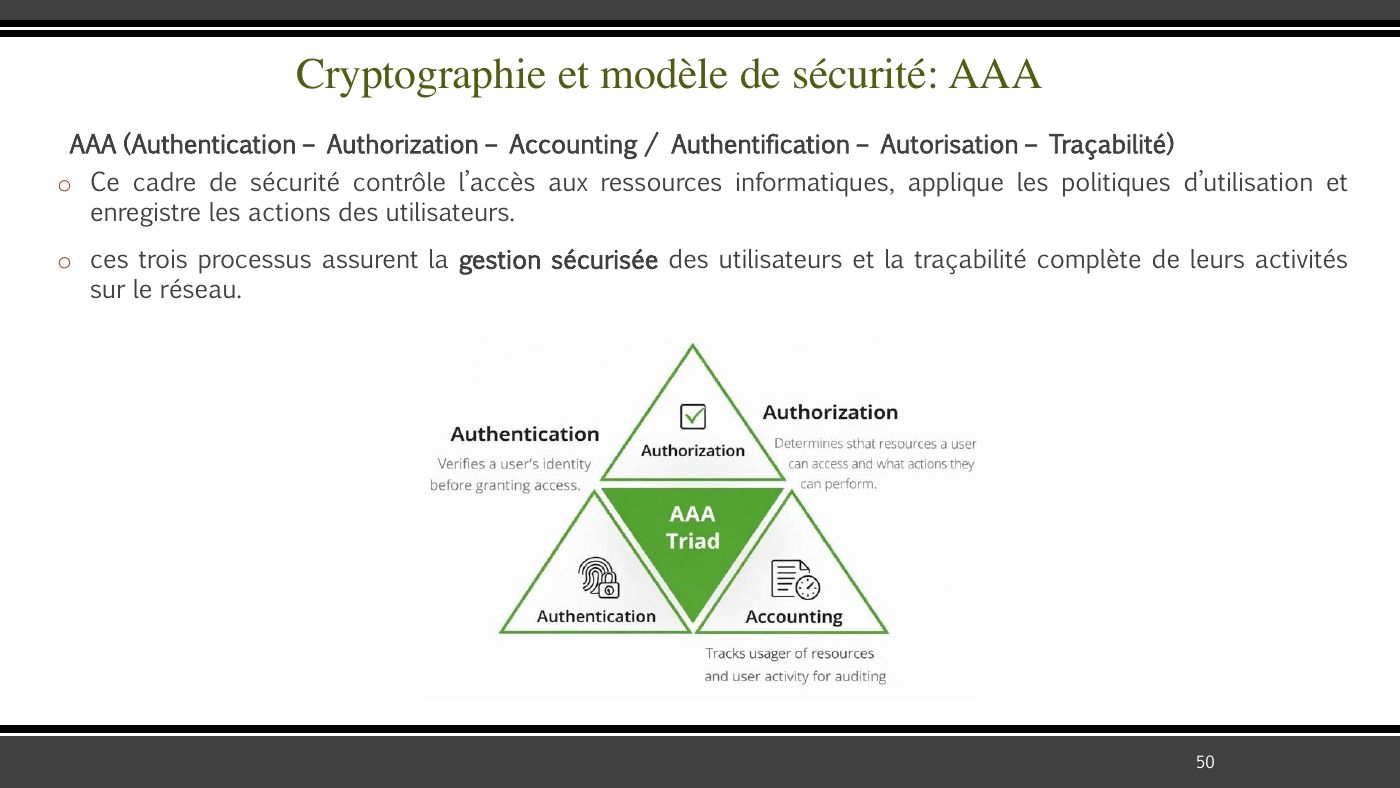 Cryptographie et modèle de sécurité: AAA
AAA (Authentication – Authorization – Accounting / Authentification – Autorisation – Traçabilité)
o Ce cadre de sécurité contrôle l’accès aux ressources informatiques, applique les politiques d’utilisation et
enregistre les actions des utilisateurs.
o ces trois processus assurent la gestion sécurisée des utilisateurs et la traçabilité complète de leurs activités
sur le réseau.
Authentication
Verifies a user's identity
before granting access.
Authorization
Authorization
Determines sthat resources a user
can access and what actions they
can perform.
AAA
Triad
Authentication
Accounting
Tracks usager of resources
and user activity for auditing
50